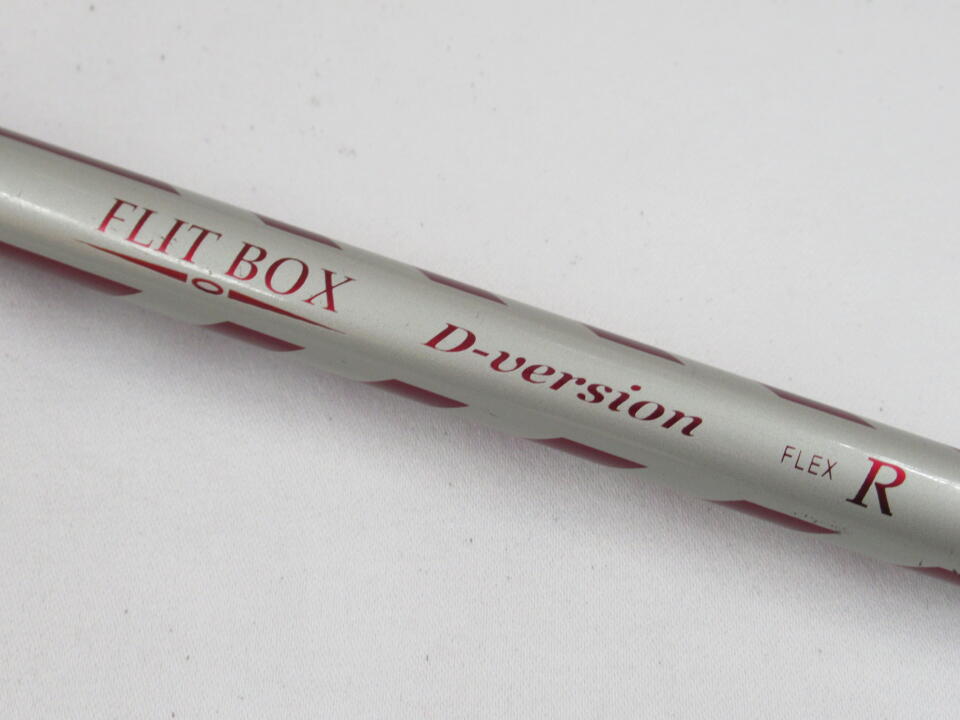 FLIT BOX
D-version
FLEX R